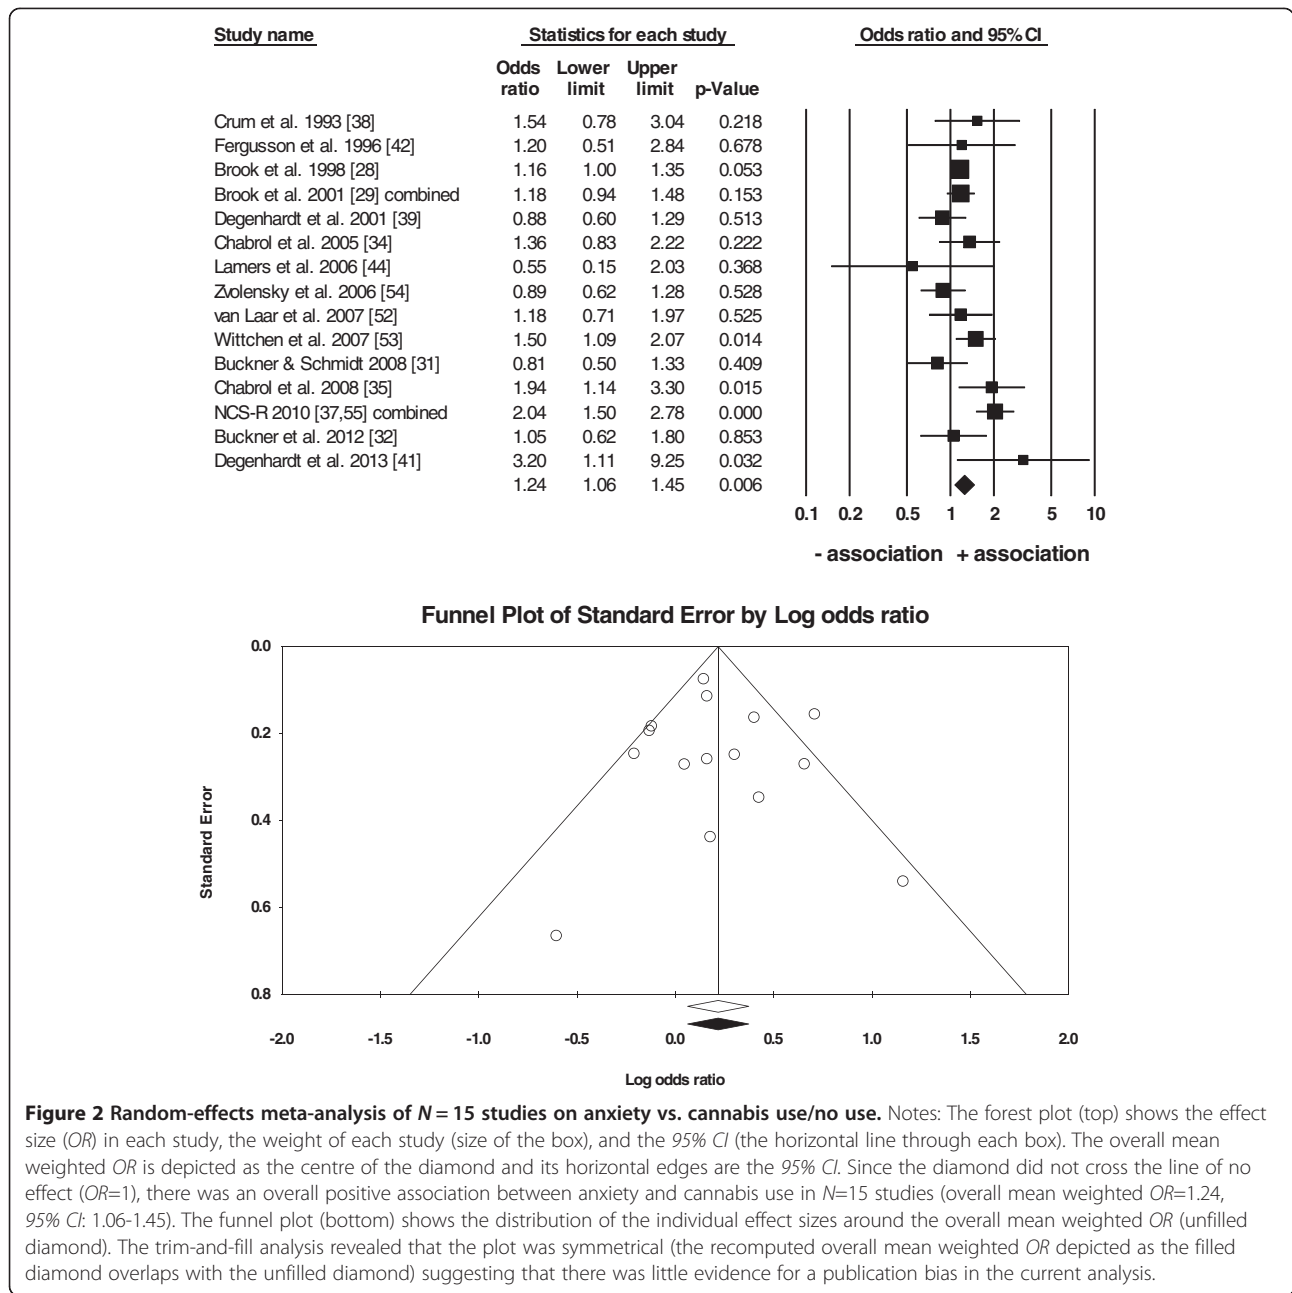 Study name Statistics for each study Odds ratio and 95% CI
Odds Lower Upper
ratio limit limit p-Value
Crum et al. 1993 [38] 1.54 0.78 3.04 0.218
Fergusson et al. 1996 [42] 1.20 0.51 2.84 0.678
Brook et al. 1998 [28] 1.16 1.00 1.35 0.053
Brook et al. 2001 [29] combined 1.18 0.94 1.48 0.153
Degenhardt et al. 2001 [39] 0.88 0.60 1.29 0.513
Chabrol et al. 2005 [34] 1.36 0.83 2.22 0.222
Lamers et al. 2006 [44] 0.55 0.15 2.03 0.368
Zvolensky et al. 2006 [54] 0.89 0.62 1.28 0.528
van Laar et al. 2007 [52] 1.18 0.71 1.97 0.525
Wittchen et al. 2007 [53] 1.50 1.09 2.07 0.014
Buckner & Schmidt 2008 [31] 0.81 0.50 1.33 0.409
Chabrol et al. 2008 [35] 1.94 1.14 3.30 0.015
NCS-R 2010 [37,55] combined 2.04 1.50 2.78 0.000
Buckner et al. 2012 [32] 1.05 0.62 1.80 0.853
Degenhardt et al. 2013 [41] 3.20 1.11 9.25 0.032
1.24 1.06 1.45 0.006
0.1 0.2 0.5 1 2 5 10
- association + association
Funnel Plot of Standard Error by Log odds ratio
0.0
0.2
0.4
0.6
0.8
Standard Error
-2.0 -1.5 -1.0 -0.5 0.0 0.5 1.0 1.5 2.0
Log odds ratio
Figure 2 Random-effects meta-analysis of N = 15 studies on anxiety vs. cannabis use/no use. Notes: The forest plot (top) shows the effect
size (OR) in each study, the weight of each study (size of the box), and the 95% CI (the horizontal line through each box). The overall mean
weighted OR is depicted as the centre of the diamond and its horizontal edges are the 95% CI. Since the diamond did not cross the line of no
effect (OR=1), there was an overall positive association between anxiety and cannabis use in N=15 studies (overall mean weighted OR=1.24,
95% CI: 1.06-1.45). The funnel plot (bottom) shows the distribution of the individual effect sizes around the overall mean weighted OR (unfilled
diamond). The trim-and-fill analysis revealed that the plot was symmetrical (the recomputed overall mean weighted OR depicted as the filled
diamond overlaps with the unfilled diamond) suggesting that there was little evidence for a publication bias in the current analysis.